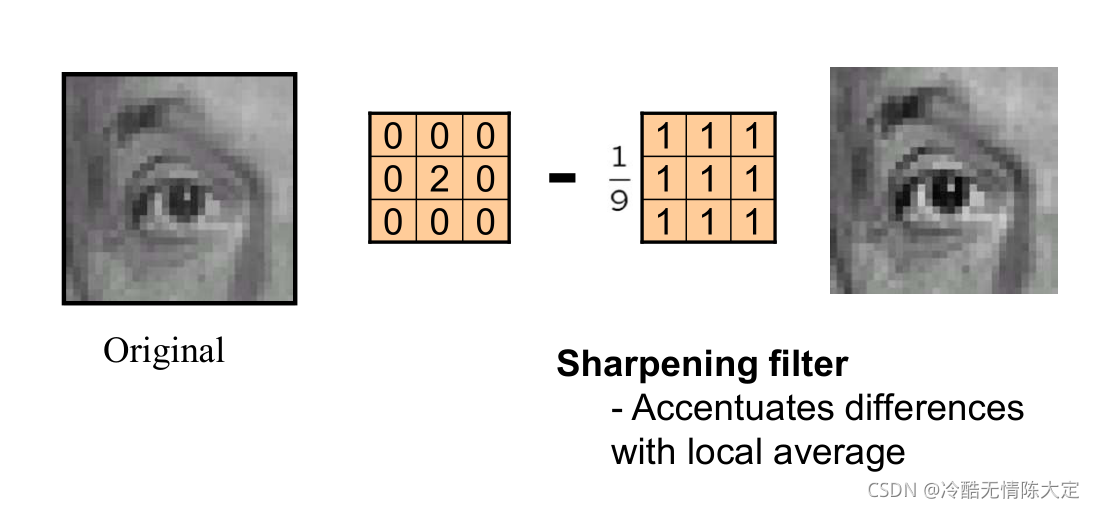 0 0 0
0 2 0
0 0 0
-
1/9
1 1 1
1 1 1
1 1 1
Original
Sharpening filter
- Accentuates differences
with local average
CSDN @冷酷无情陈大定